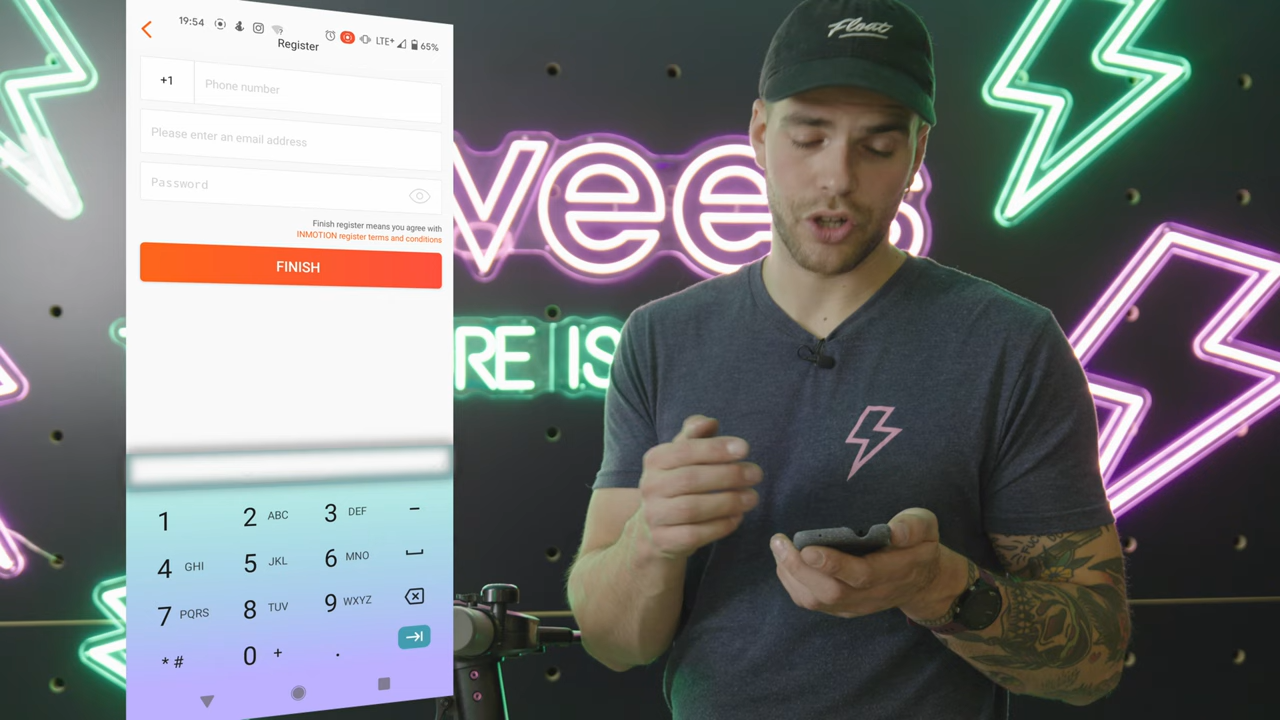 19:54 LTE+ 65%
Register
+1 Phone number
Please enter an email address
Password
Finish register means you agree with
INMOTION register terms and conditions
FINISH
1 2 ABC 3 DEF -
4 GHI 5 JKL 6 MNO
7 PQRS 8 TUV 9 WXYZ
* # 0 + .
Float
vees
RE IS